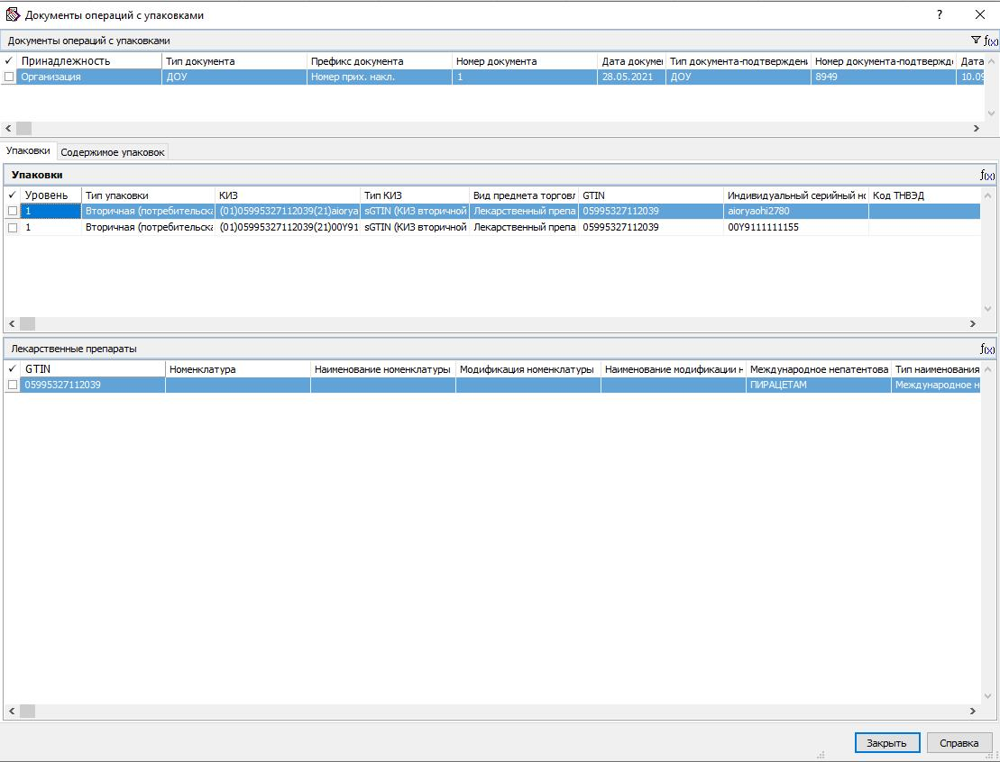 Документы операций с упаковками
?
Документы операций с упаковками
f(x)
✓ Принадлежность Тип документа Префикс документа Номер документа Дата докуме Тип документа-подтвержден Номер документа-подтвержд Дата
Организация ДОУ Номер прих. накл. 1 28.05.2021 ДОУ 8949 10.09
Упаковки Содержимое упаковок
Упаковки
f(x)
✓ Уровень Тип упаковки КИЗ Тип КИЗ Вид предмета торговл GTIN Индивидуальный серийный но Код ТНВЭД
1 Вторичная (потребительска (01)05995327112039(21)aiorya sGTIN (КИЗ вторичной Лекарственный препа 05995327112039 aioryaohi2780
1 Вторичная (потребительска (01)05995327112039(21)00Y91 sGTIN (КИЗ вторичной Лекарственный препа 05995327112039 00Y9111111155
Лекарственные препараты
f(x)
✓ GTIN Номенклатура Наименование номенклатуры Модификация номенклатуры Наименование модификации н Международное непатентова Тип наименования
05995327112039 ПИРАЦЕТАМ Международное н
Закрыть Справка